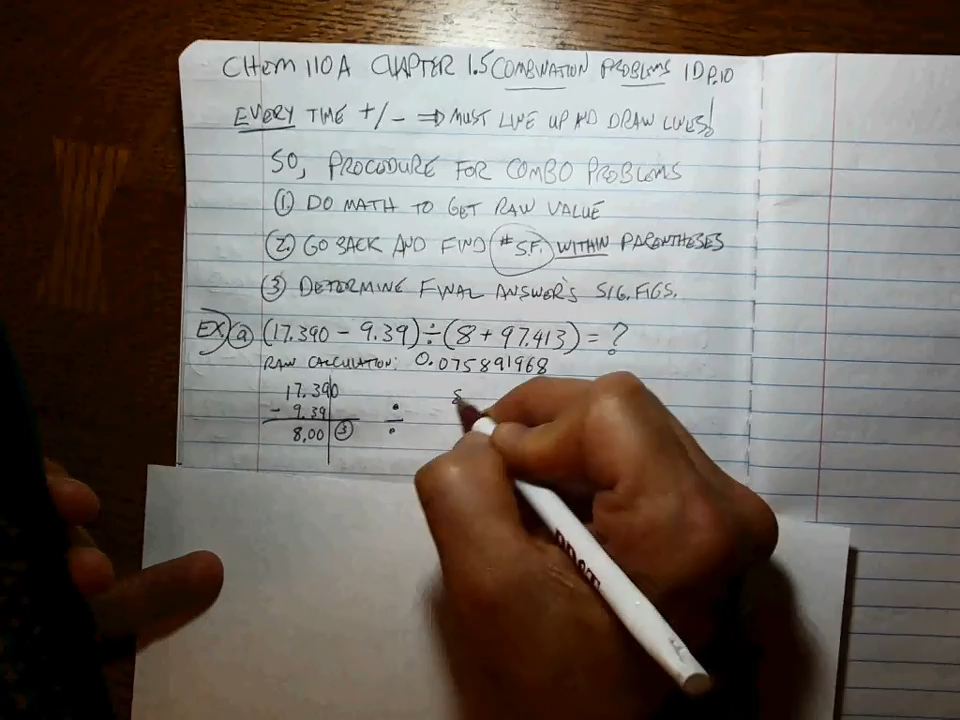 CHEM 110A CHAPTER 1.5 COMBINATION PROBLEMS 1D P.10
EVERY TIME +/- ⇒ MUST LINE UP AND DRAW LINES!
SO, PROCEDURE FOR COMBO PROBLEMS
① DO MATH TO GET RAW VALUE
② GO BACK AND FIND #S.F. WITHIN PARENTHESES
③ DETERMINE FINAL ANSWER'S SIG. FIGS.
EX) ⓐ (17.390 - 9.39) ÷ (8 + 97.413) = ?
RAW CALCULATION: 0.075891968
17.390 8
- 9.39 ÷
8.00 ③